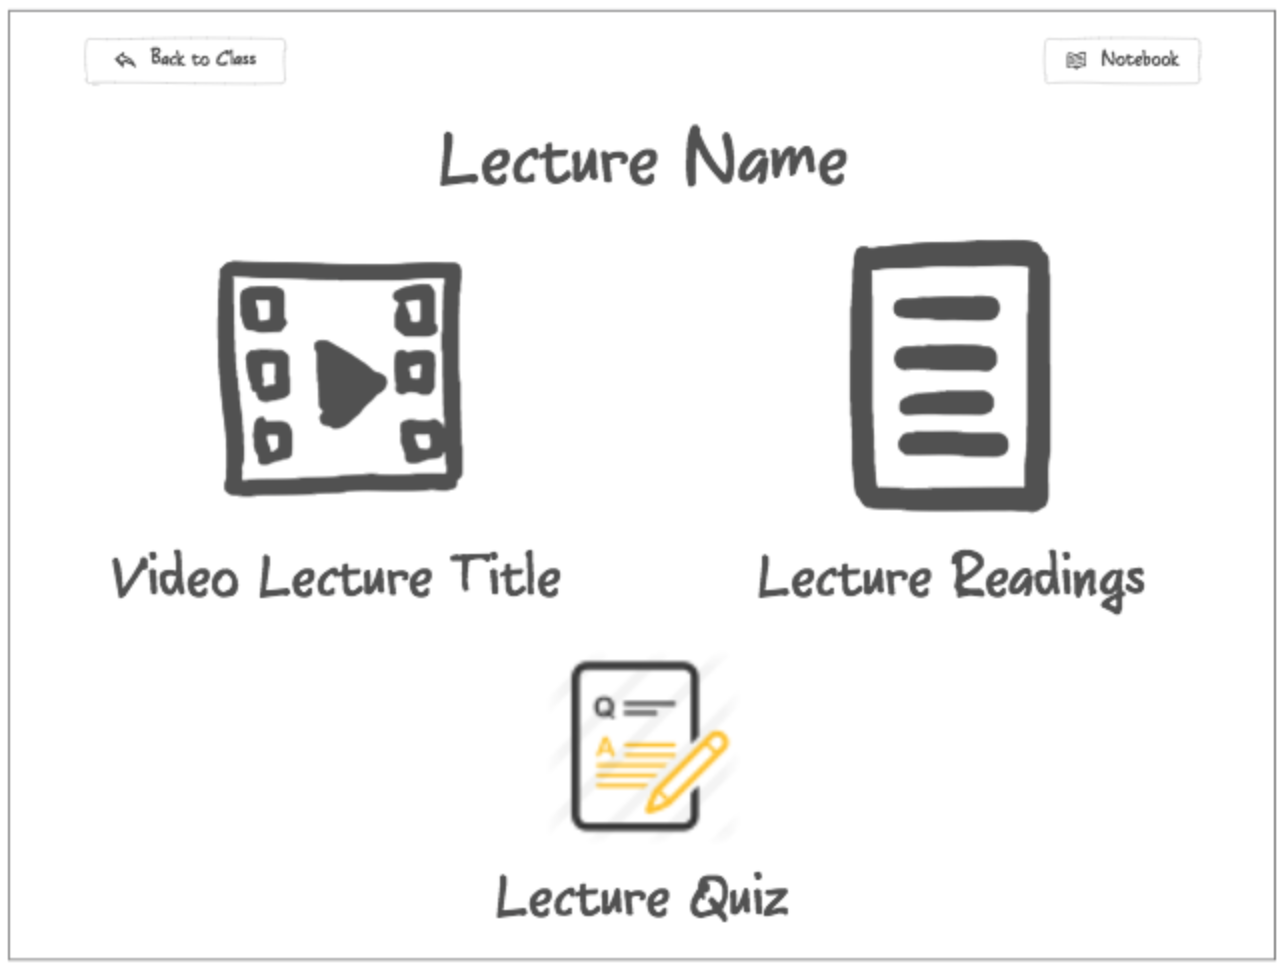 Back to Class
Notebook
Lecture Name
Video Lecture Title
Lecture Readings
Q
A
Lecture Quiz